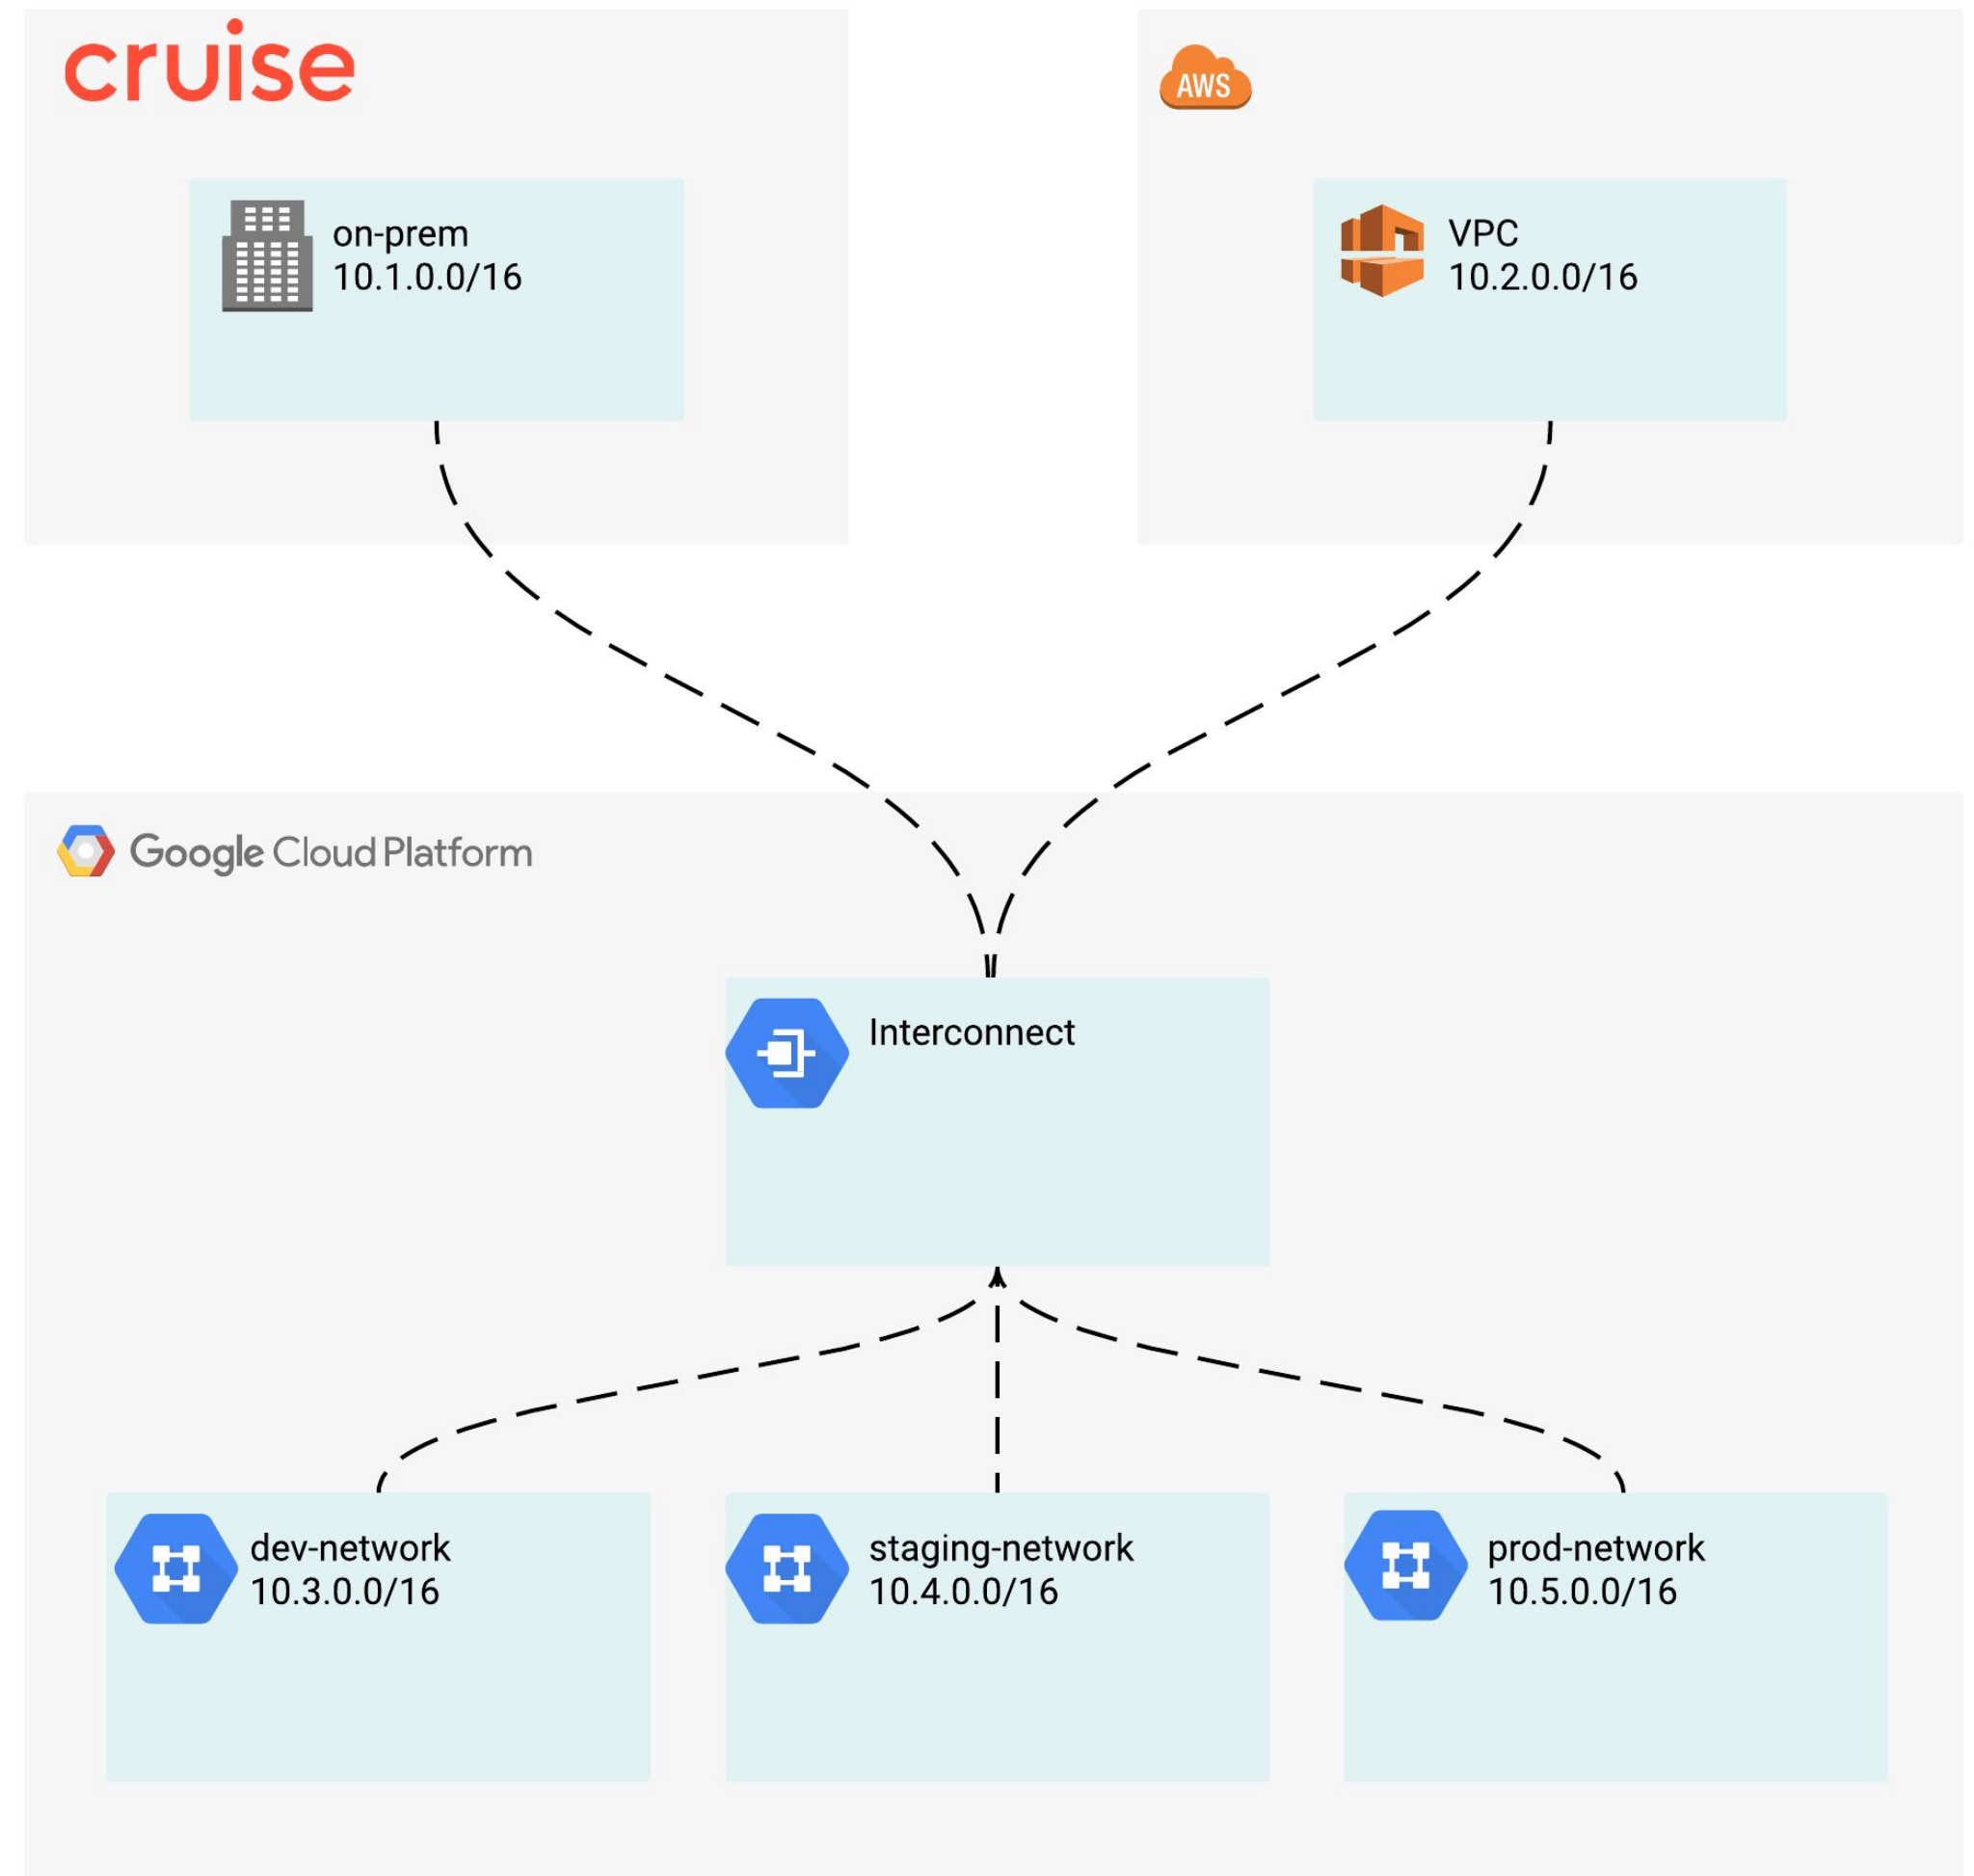 cruise
AWS
on-prem
10.1.0.0/16
VPC
10.2.0.0/16
Google Cloud Platform
Interconnect
dev-network
10.3.0.0/16
staging-network
10.4.0.0/16
prod-network
10.5.0.0/16